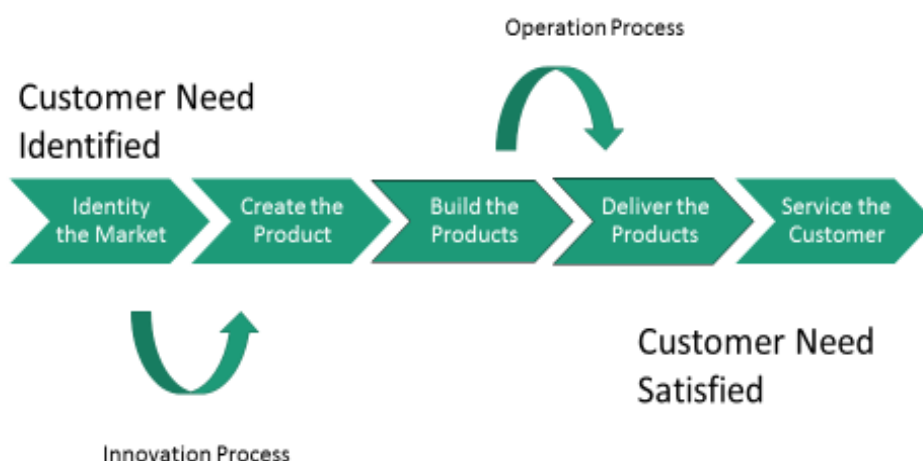 Operation Process
Customer Need
Identified
Identity
the Market
Create the
Product
Build the
Products
Deliver the
Products
Service the
Customer
Customer Need
Satisfied
Innovation Process